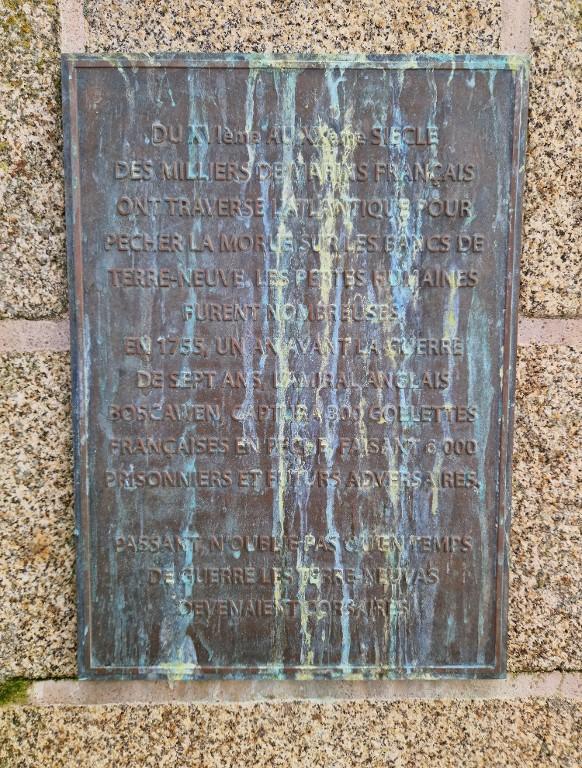 DU XVIème AU XXème SIECLE
DES MILLIERS DE MARINS FRANÇAIS
ONT TRAVERSE L'ATLANTIQUE POUR
PECHER LA MORUE SUR LES BANCS DE
TERRE-NEUVE. LES PERTES HUMAINES
FURENT NOMBREUSES.
EN 1755, UN AN AVANT LA GUERRE
DE SEPT ANS, L'AMIRAL ANGLAIS
BOSCAWEN, CAPTURA 300 GOELETTES
FRANÇAISES EN PECHE, FAISANT 6 000
PRISONNIERS ET FUTURS ADVERSAIRES.
PASSANT, N'OUBLIE PAS QU'EN TEMPS
DE GUERRE LES TERRE-NEUVAS
DEVENAIENT CORSAIRES